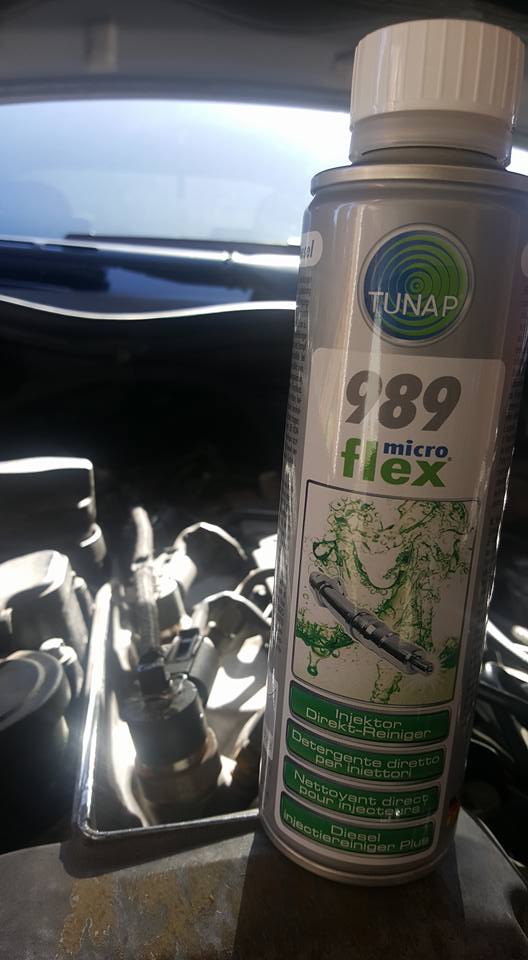 TUNAP
989
micro
flex
Injektor
Direkt-Reiniger
Detergente diretto
per iniettori
Nettoyant direct
pour injecteurs
Diesel
injectiereiniger Plus